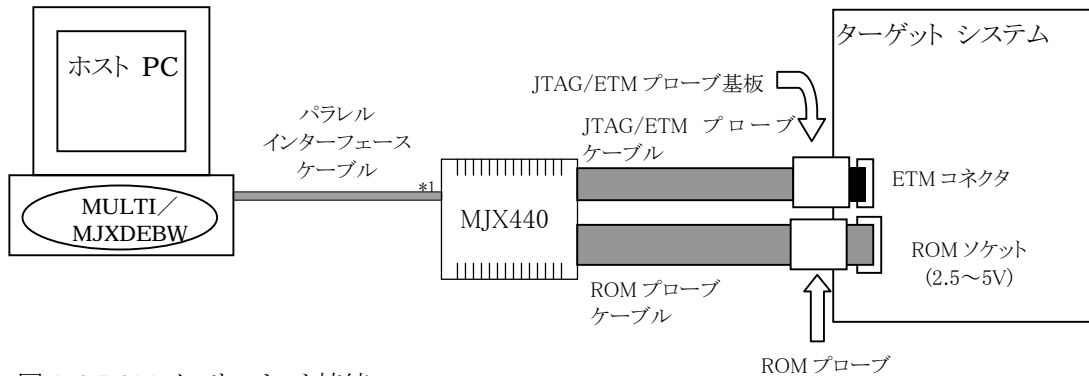 ターゲット システム
ホスト PC
JTAG/ETM プローブ基板
パラレル
インターフェース
ケーブル
JTAG/ETM プローブ
ケーブル
*1
MJX440
ETM コネクタ
MULTI／
MJXDEBW
ROM ソケット
(2.5～5V)
ROM プローブ
ケーブル
ROM プローブ